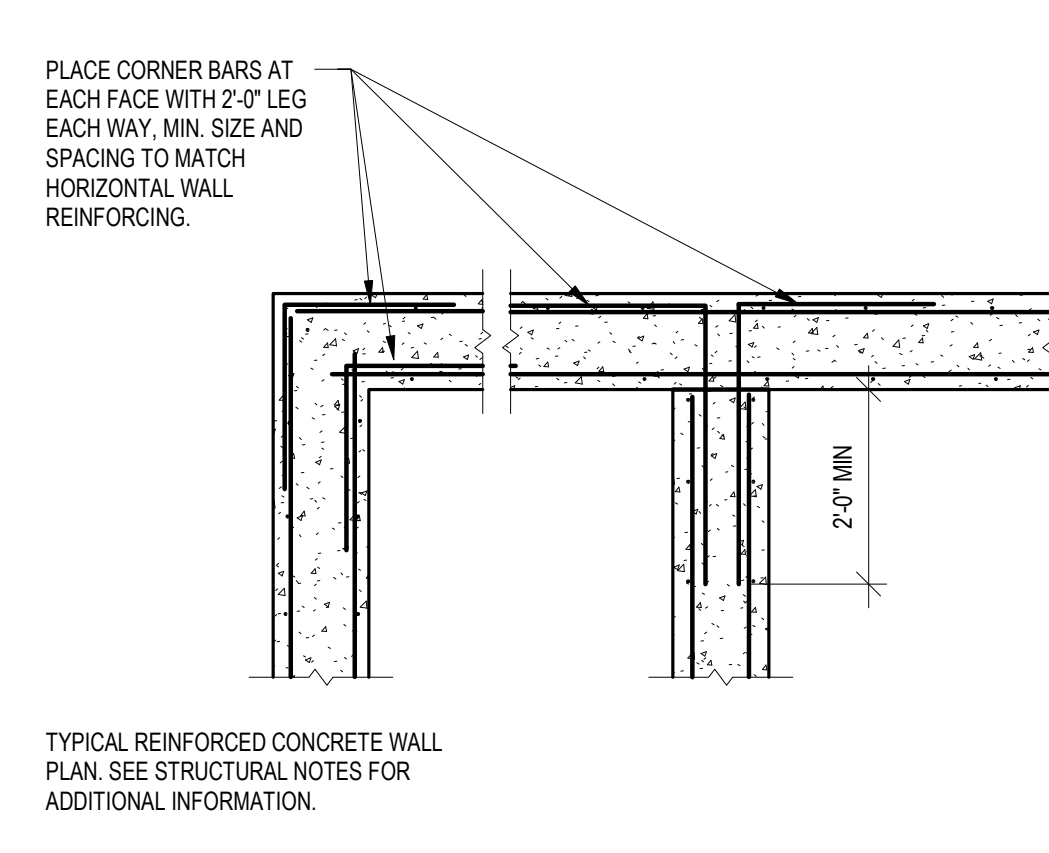 PLACE CORNER BARS AT
EACH FACE WITH 2'-0" LEG
EACH WAY, MIN. SIZE AND
SPACING TO MATCH
HORIZONTAL WALL
REINFORCING.
2'-0" MIN
TYPICAL REINFORCED CONCRETE WALL
PLAN. SEE STRUCTURAL NOTES FOR
ADDITIONAL INFORMATION.